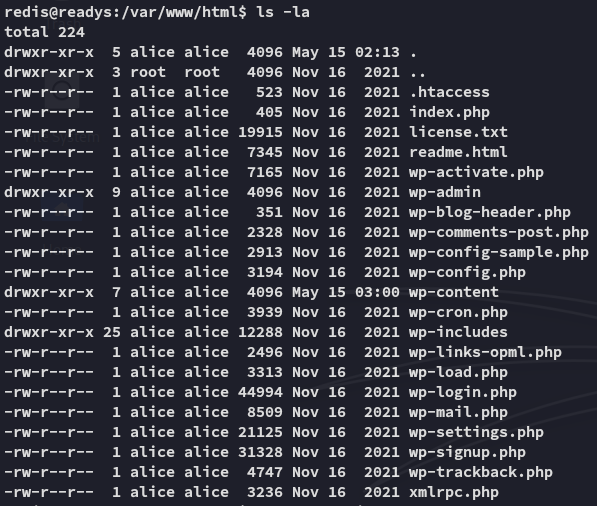 redis@readys:/var/www/html$ ls -la
total 224
drwxr-xr-x  5 alice alice  4096 May 15 02:13 .
drwxr-xr-x  3 root  root   4096 Nov 16  2021 ..
-rw-r--r--  1 alice alice   523 Nov 16  2021 .htaccess
-rw-r--r--  1 alice alice   405 Nov 16  2021 index.php
-rw-r--r--  1 alice alice 19915 Nov 16  2021 license.txt
-rw-r--r--  1 alice alice  7345 Nov 16  2021 readme.html
-rw-r--r--  1 alice alice  7165 Nov 16  2021 wp-activate.php
drwxr-xr-x  9 alice alice  4096 Nov 16  2021 wp-admin
-rw-r--r--  1 alice alice   351 Nov 16  2021 wp-blog-header.php
-rw-r--r--  1 alice alice  2328 Nov 16  2021 wp-comments-post.php
-rw-r--r--  1 alice alice  2913 Nov 16  2021 wp-config-sample.php
-rw-r--r--  1 alice alice  3194 Nov 16  2021 wp-config.php
drwxr-xr-x  7 alice alice  4096 May 15 03:00 wp-content
-rw-r--r--  1 alice alice  3939 Nov 16  2021 wp-cron.php
drwxr-xr-x 25 alice alice 12288 Nov 16  2021 wp-includes
-rw-r--r--  1 alice alice  2496 Nov 16  2021 wp-links-opml.php
-rw-r--r--  1 alice alice  3313 Nov 16  2021 wp-load.php
-rw-r--r--  1 alice alice 44994 Nov 16  2021 wp-login.php
-rw-r--r--  1 alice alice  8509 Nov 16  2021 wp-mail.php
-rw-r--r--  1 alice alice 21125 Nov 16  2021 wp-settings.php
-rw-r--r--  1 alice alice 31328 Nov 16  2021 wp-signup.php
-rw-r--r--  1 alice alice  4747 Nov 16  2021 wp-trackback.php
-rw-r--r--  1 alice alice  3236 Nov 16  2021 xmlrpc.php